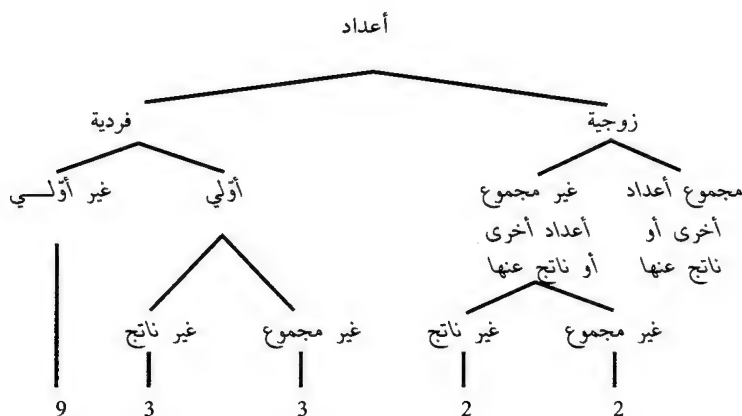 أعداد
زوجية فردية
مجموع أعداد غير مجموع أوّلي غير أوّلـــي
أخرى أو أعداد أخرى
ناتج عنها أو ناتج عنها
غير مجموع غير ناتج غير مجموع غير ناتج
2 2 3 3 9